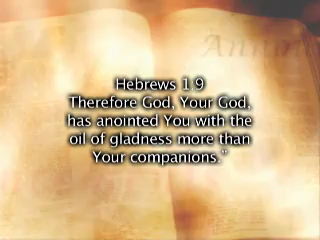 Hebrews 1:9
Therefore God, Your God,
has anointed You with the
oil of gladness more than
Your companions."